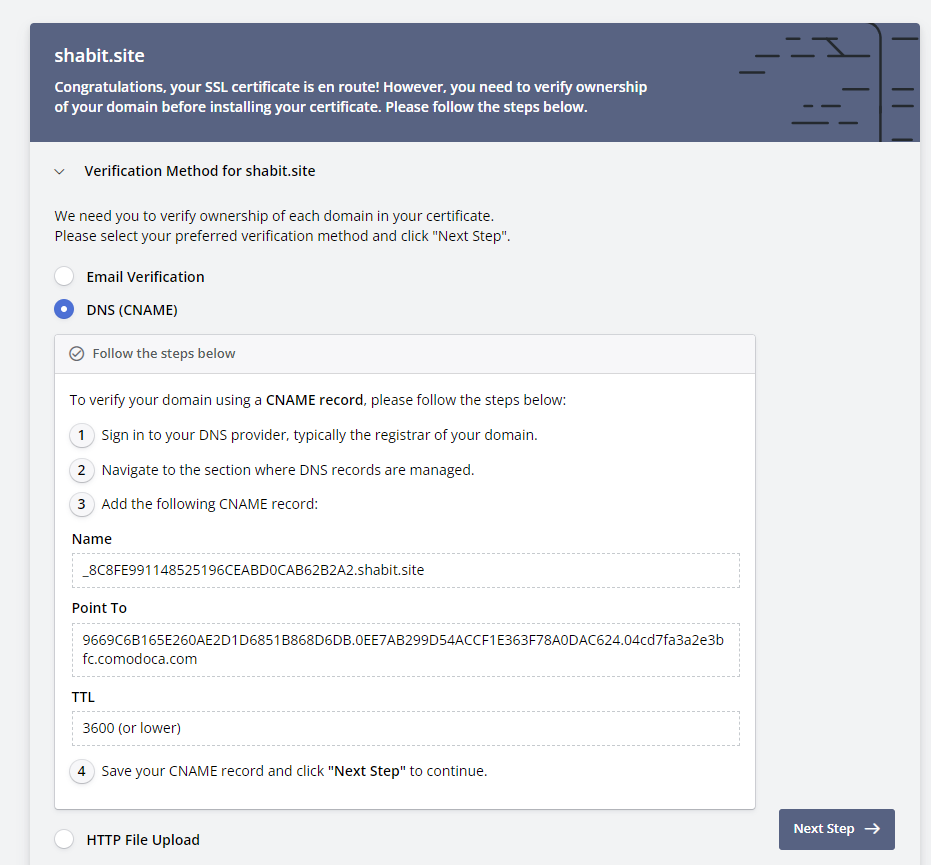 shabit.site
Congratulations, your SSL certificate is en route! However, you need to verify ownership
of your domain before installing your certificate. Please follow the steps below.
Verification Method for shabit.site
We need you to verify ownership of each domain in your certificate.
Please select your preferred verification method and click "Next Step".
Email Verification
DNS (CNAME)
Follow the steps below
To verify your domain using a CNAME record, please follow the steps below:
1 Sign in to your DNS provider, typically the registrar of your domain.
2 Navigate to the section where DNS records are managed.
3 Add the following CNAME record:
Name
_8C8FE991148525196CEABD0CAB62B2A2.shabit.site
Point To
9669C6B165E260AE2D1D6851B868D6DB.0EE7AB299D54ACCF1E363F78A0DAC624.04cd7fa3a2e3b
fc.comodoca.com
TTL
3600 (or lower)
4 Save your CNAME record and click "Next Step" to continue.
HTTP File Upload
Next Step